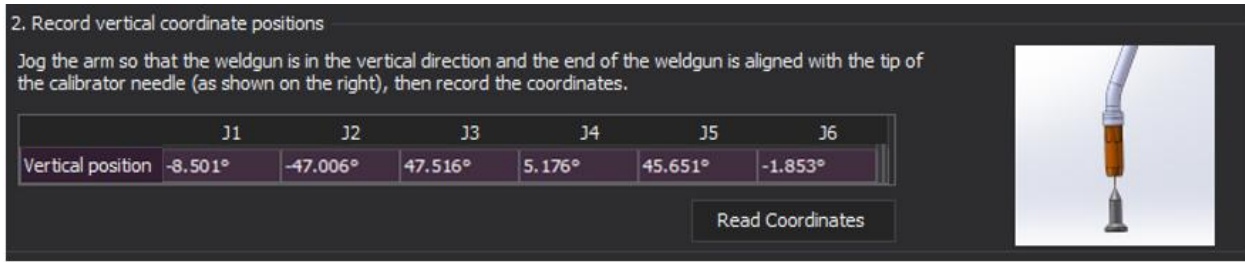 2. Record vertical coordinate positions
Jog the arm so that the weldgun is in the vertical direction and the end of the weldgun is aligned with the tip of
the calibrator needle (as shown on the right), then record the coordinates.
J1 J2 J3 J4 J5 J6
Vertical position -8.501° -47.006° 47.516° 5.176° 45.651° -1.853°
Read Coordinates